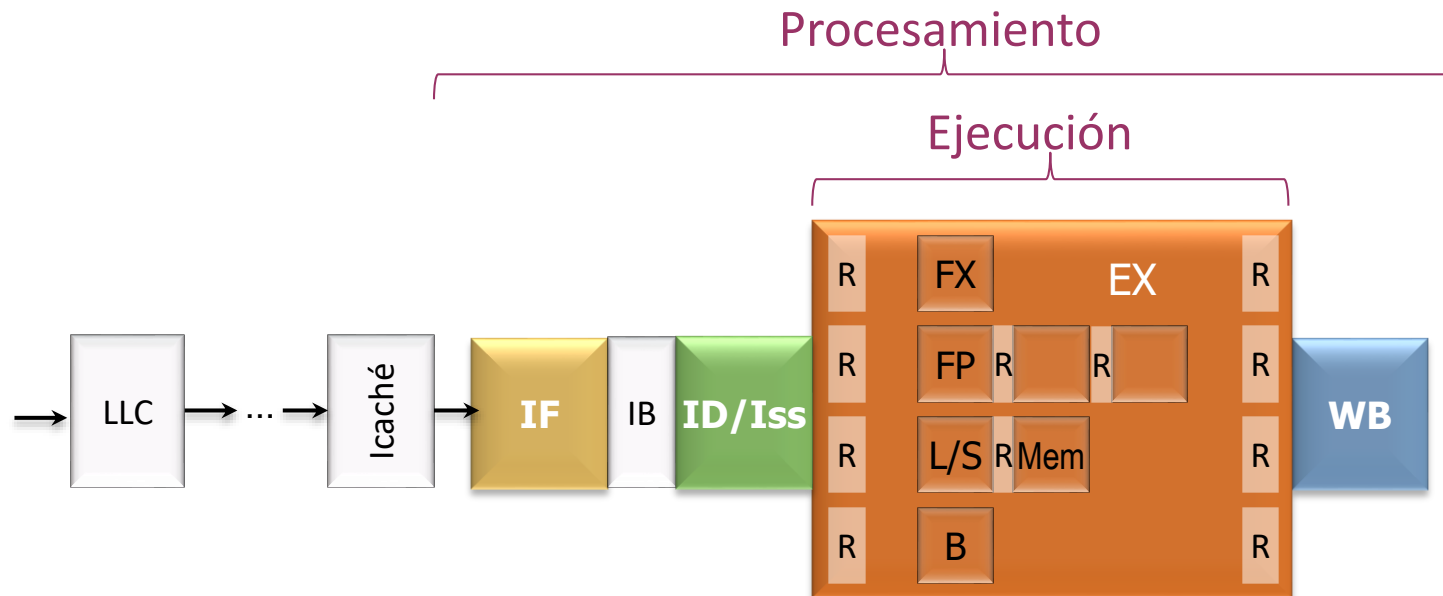 Procesamiento
Ejecución
R FX EX R
R FP R R R
LLC ... Icaché IF IB ID/Iss WB
R L/S R Mem R
R B R